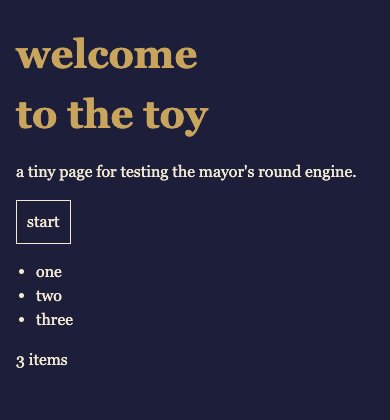 welcome
to the toy
a tiny page for testing the mayor's round engine.
start
one
two
three
3 items